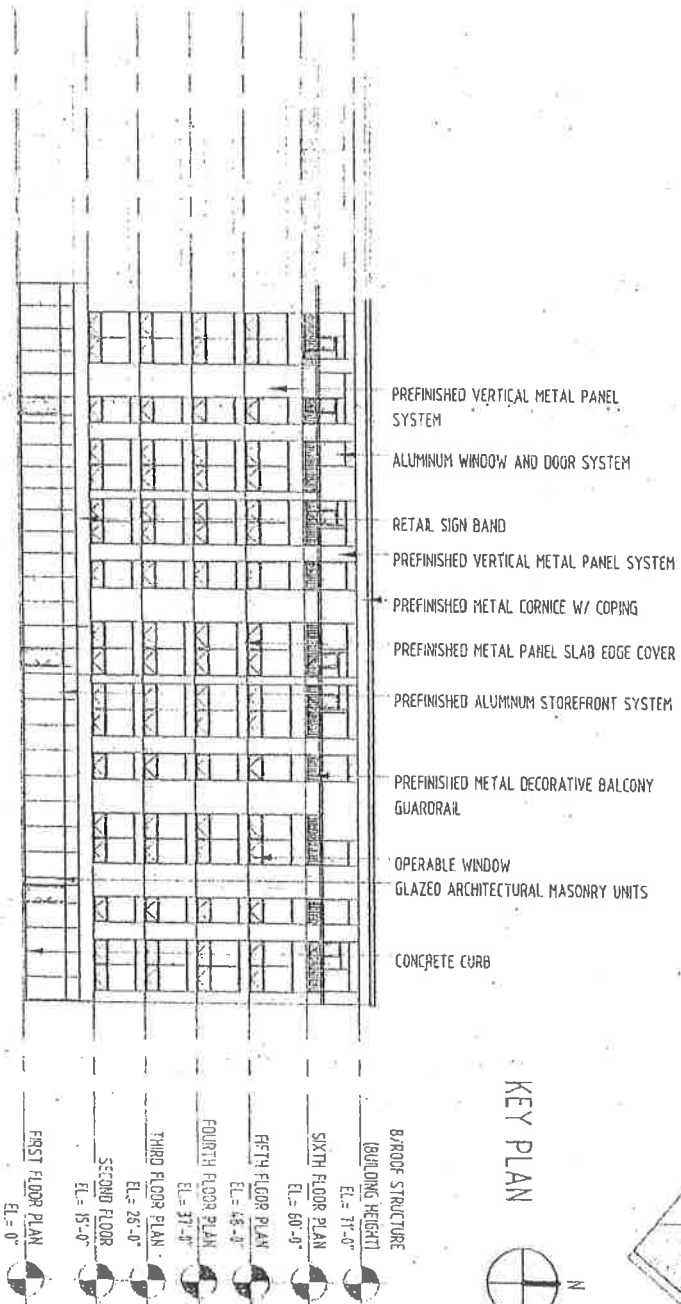 PREFINISHED VERTICAL METAL PANEL
SYSTEM
ALUMINUM WINDOW AND DOOR SYSTEM
RETAIL SIGN BAND
PREFINISHED VERTICAL METAL PANEL SYSTEM
PREFINISHED METAL CORNICE W/ COPING
PREFINISHED METAL PANEL SLAB EDGE COVER
PREFINISHED ALUMINUM STOREFRONT SYSTEM
PREFINISHED METAL DECORATIVE BALCONY
GUARDRAIL
OPERABLE WINDOW
GLAZED ARCHITECTURAL MASONRY UNITS
CONCRETE CURB
KEY PLAN
N
B/ROOF STRUCTURE
(BUILDING HEIGHT)
EL.= 71'-0"
SIXTH FLOOR PLAN
EL.= 60'-0"
FIFTH FLOOR PLAN
EL.= 48'-0"
FOURTH FLOOR PLAN
EL.= 37'-0"
THIRD FLOOR PLAN
EL.= 26'-0"
SECOND FLOOR
EL.= 15'-0"
FIRST FLOOR PLAN
EL.= 0"